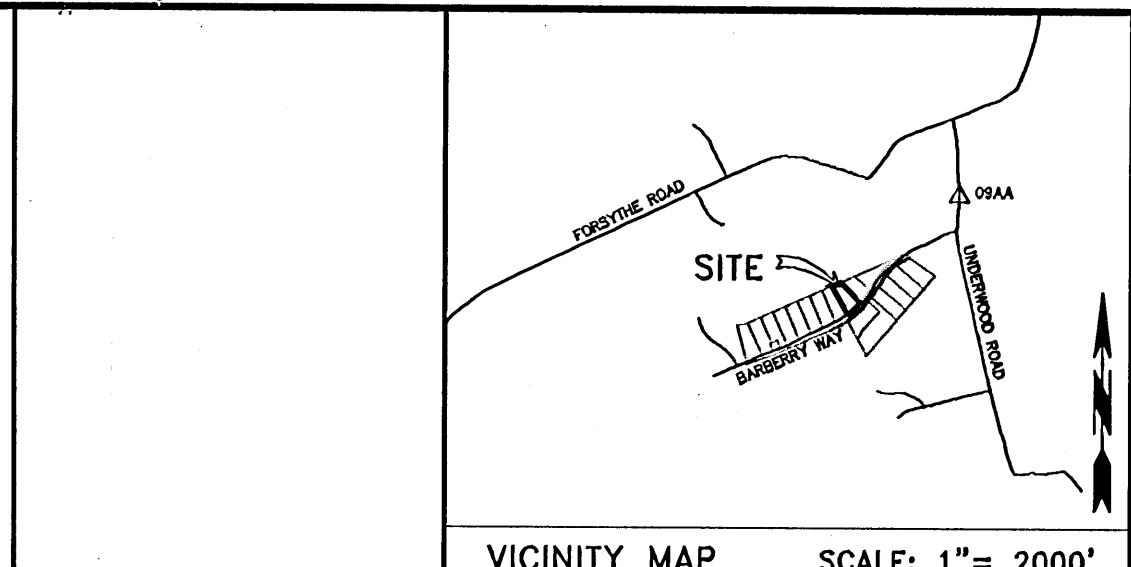 09AA
FORSYTHE ROAD
SITE
UNDERWOOD ROAD
BARBERRY WAY
N
VICINITY MAP SCALE: 1"= 2000'